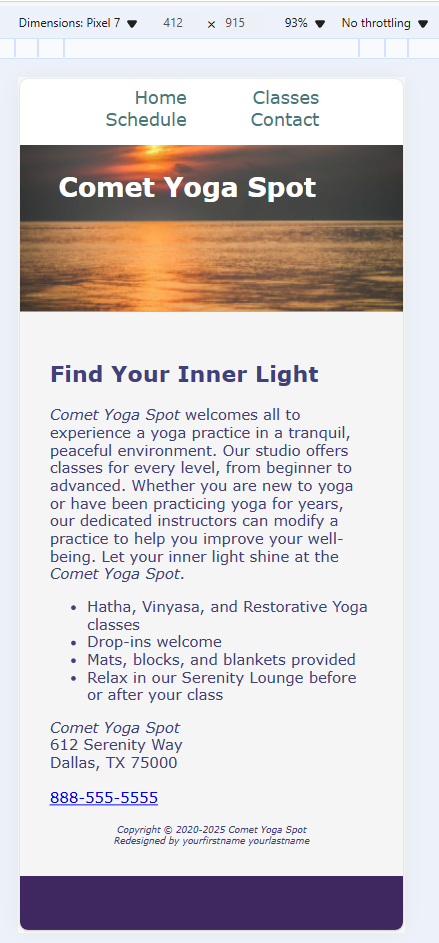 Dimensions: Pixel 7 412 × 915 93% No throttling
Home Classes
Schedule Contact
Comet Yoga Spot
Find Your Inner Light
Comet Yoga Spot welcomes all to
experience a yoga practice in a tranquil,
peaceful environment. Our studio offers
classes for every level, from beginner to
advanced. Whether you are new to yoga
or have been practicing yoga for years,
our dedicated instructors can modify a
practice to help you improve your well-
being. Let your inner light shine at the
Comet Yoga Spot.
• Hatha, Vinyasa, and Restorative Yoga
classes
• Drop-ins welcome
• Mats, blocks, and blankets provided
• Relax in our Serenity Lounge before
or after your class
Comet Yoga Spot
612 Serenity Way
Dallas, TX 75000
888-555-5555
Copyright © 2020-2025 Comet Yoga Spot
Redesigned by yourfirstname yourlastname